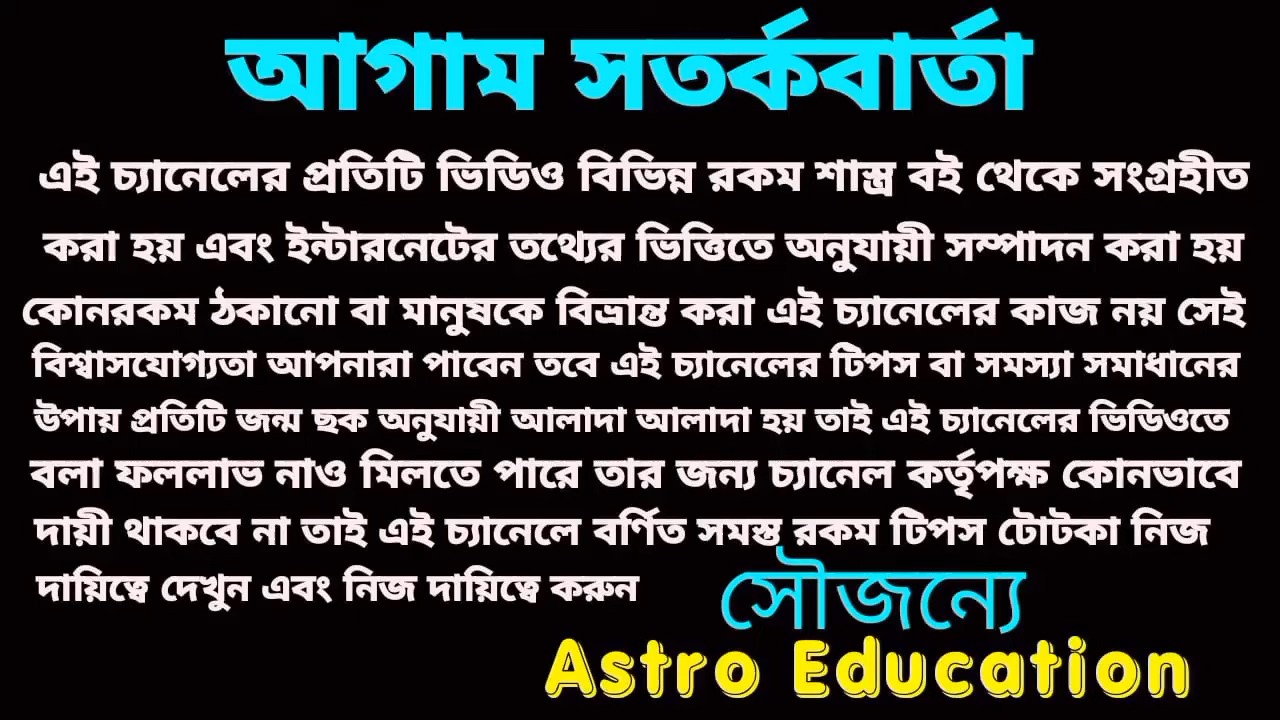 আগাম সতর্কবার্তা
এই চ্যানেলের প্রতিটি ভিডিও বিভিন্ন রকম শাস্ত্র বই থেকে সংগ্রহীত
করা হয় এবং ইন্টারনেটের তথ্যের ভিত্তিতে অনুযায়ী সম্পাদন করা হয়
কোনরকম ঠকানো বা মানুষকে বিভ্রান্ত করা এই চ্যানেলের কাজ নয় সেই
বিশ্বাসযোগ্যতা আপনারা পাবেন তবে এই চ্যানেলের টিপস বা সমস্যা সমাধানের
উপায় প্রতিটি জন্ম ছক অনুযায়ী আলাদা আলাদা হয় তাই এই চ্যানেলের ভিডিওতে
বলা ফললাভ নাও মিলতে পারে তার জন্য চ্যানেল কর্তৃপক্ষ কোনভাবে
দায়ী থাকবে না তাই এই চ্যানেলে বর্ণিত সমস্ত রকম টিপস টোটকা নিজ
দায়িত্বে দেখুন এবং নিজ দায়িত্বে করুন
সৌজন্যে
Astro Education